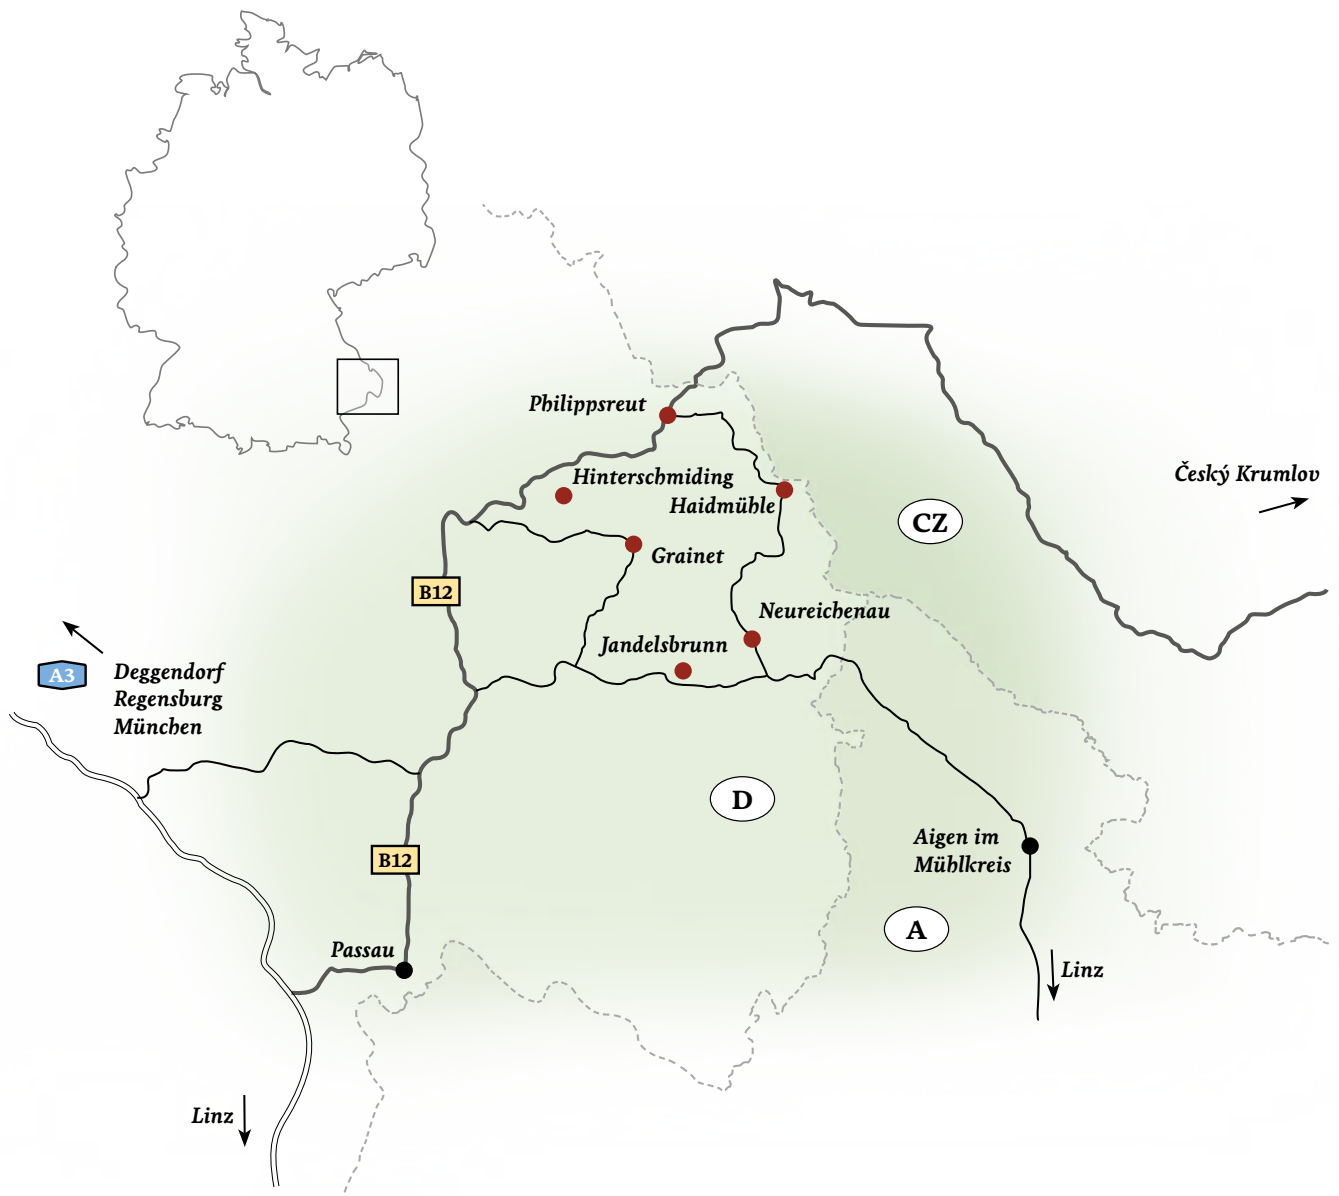 Philippsreut
Český Krumlov
Hinterschmiding
Haidmühle
CZ
Grainet
B12
Neureichenau
Jandelsbrunn
A3
Deggendorf
Regensburg
München
D
Aigen im
Mühlkreis
B12
A
Passau
Linz
Linz